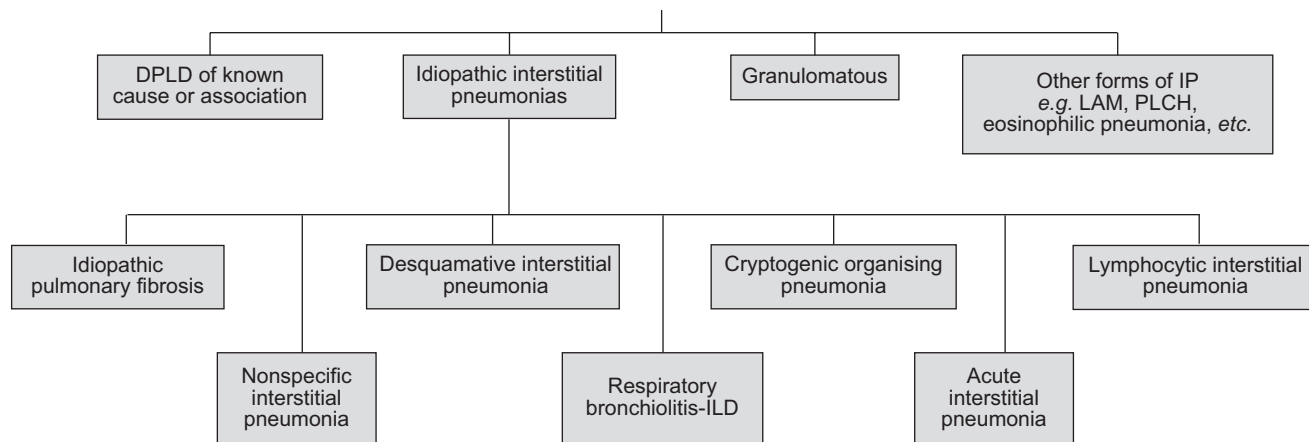 DPLD of known
cause or association
Idiopathic interstitial
pneumonias
Granulomatous
Other forms of IP
e.g. LAM, PLCH,
eosinophilic pneumonia, etc.
Idiopathic
pulmonary fibrosis
Desquamative interstitial
pneumonia
Cryptogenic organising
pneumonia
Lymphocytic interstitial
pneumonia
Nonspecific
interstitial
pneumonia
Respiratory
bronchiolitis-ILD
Acute
interstitial
pneumonia